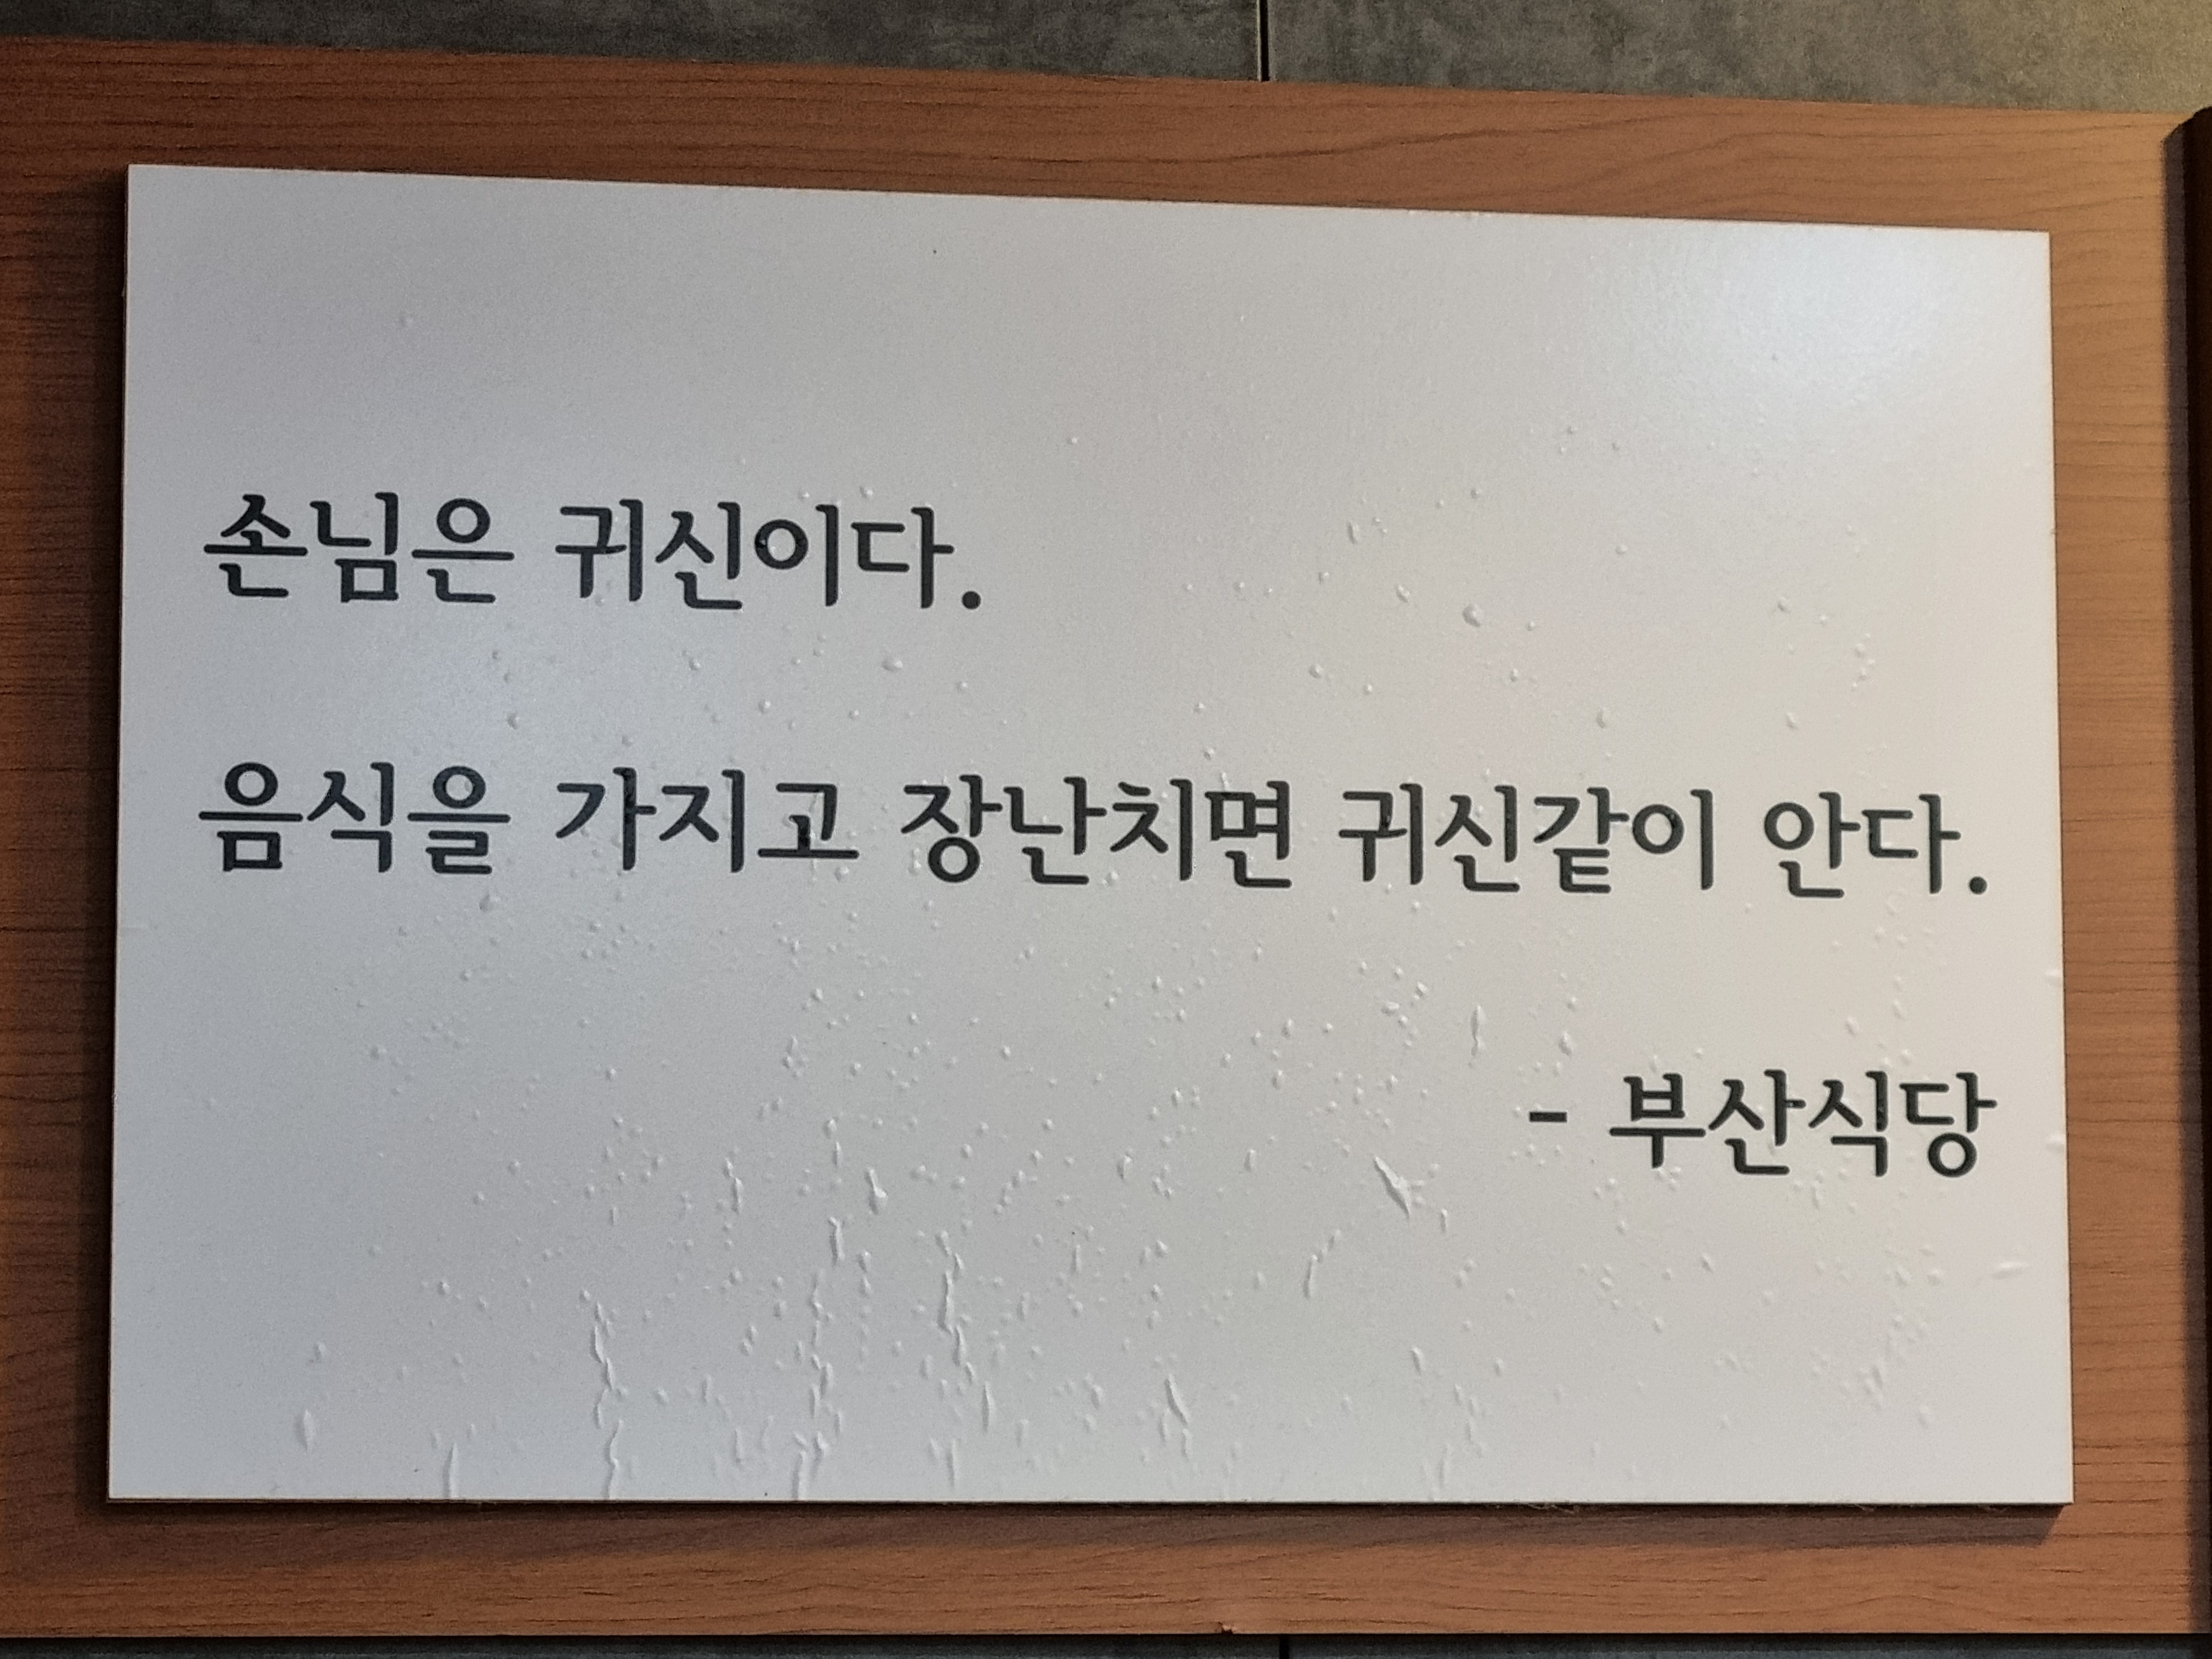 손님은 귀신이다.
음식을 가지고 장난치면 귀신같이 안다.
- 부산식당